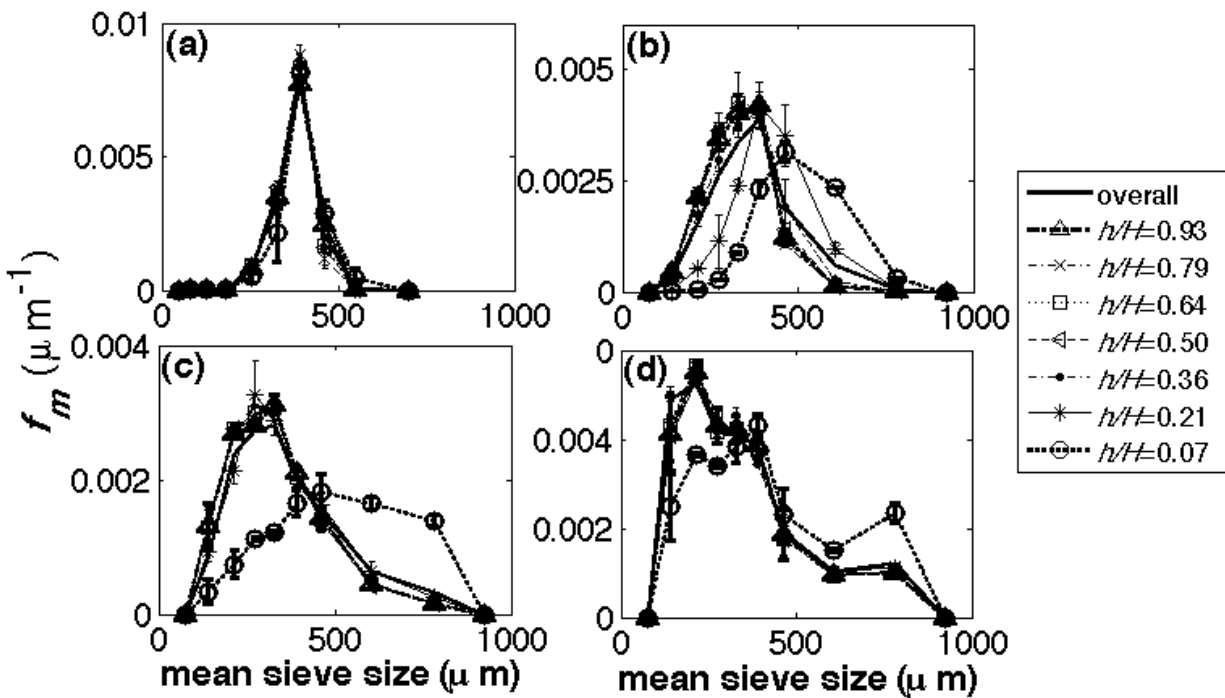 (a)
0.01
0.005
0
0 500 1000
(b)
0.005
0.0025
0
0 500 1000
(c)
0.004
0.002
0
0 500 1000
mean sieve size (μ m)
(d)
0
0.004
0.002
0
0 500 1000
mean sieve size (μ m)
f_m (μ m⁻¹)
overall
h/H=0.93
h/H=0.79
h/H=0.64
h/H=0.50
h/H=0.36
h/H=0.21
h/H=0.07